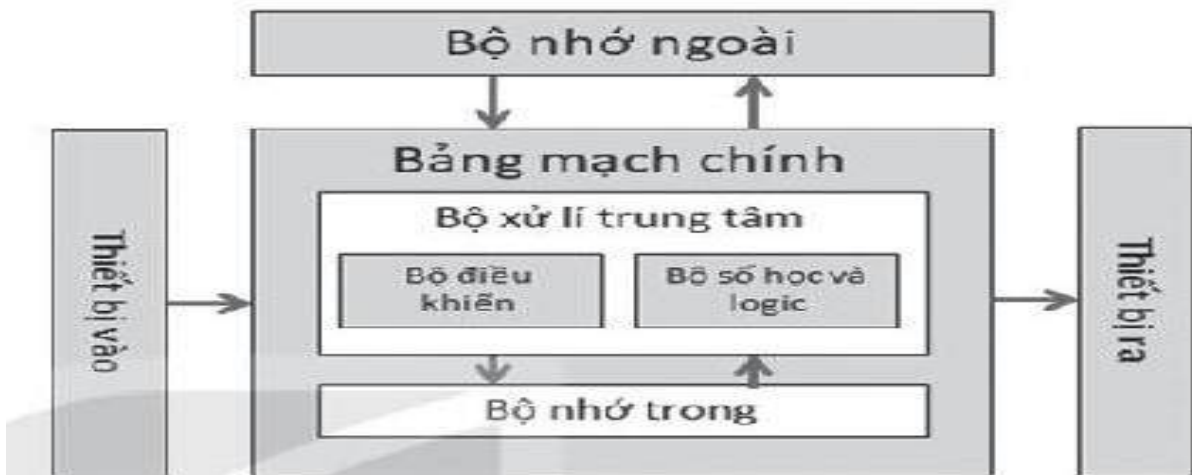 Bộ nhớ ngoài
Bảng mạch chính
Bộ xử lí trung tâm
Bộ điều
khiển
Bộ số học và
logic
Bộ nhớ trong
Thiết bị vào
Thiết bị ra